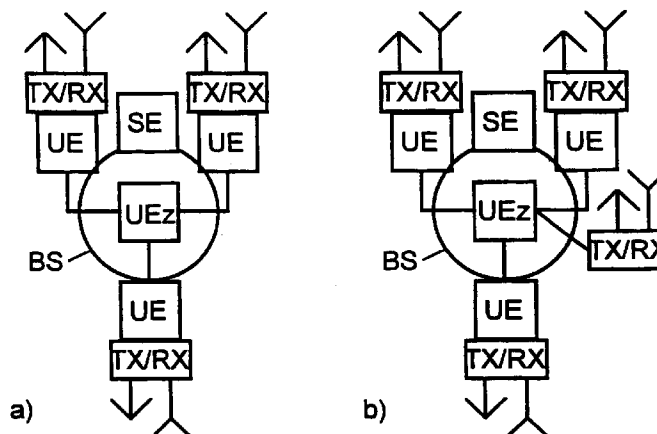 TX/RX TX/RX
SE
UE UE
UEz
BS
UE
TX/RX
a)
TX/RX TX/RX
SE
UE UE
UEz
TX/RX
BS
UE
TX/RX
b)